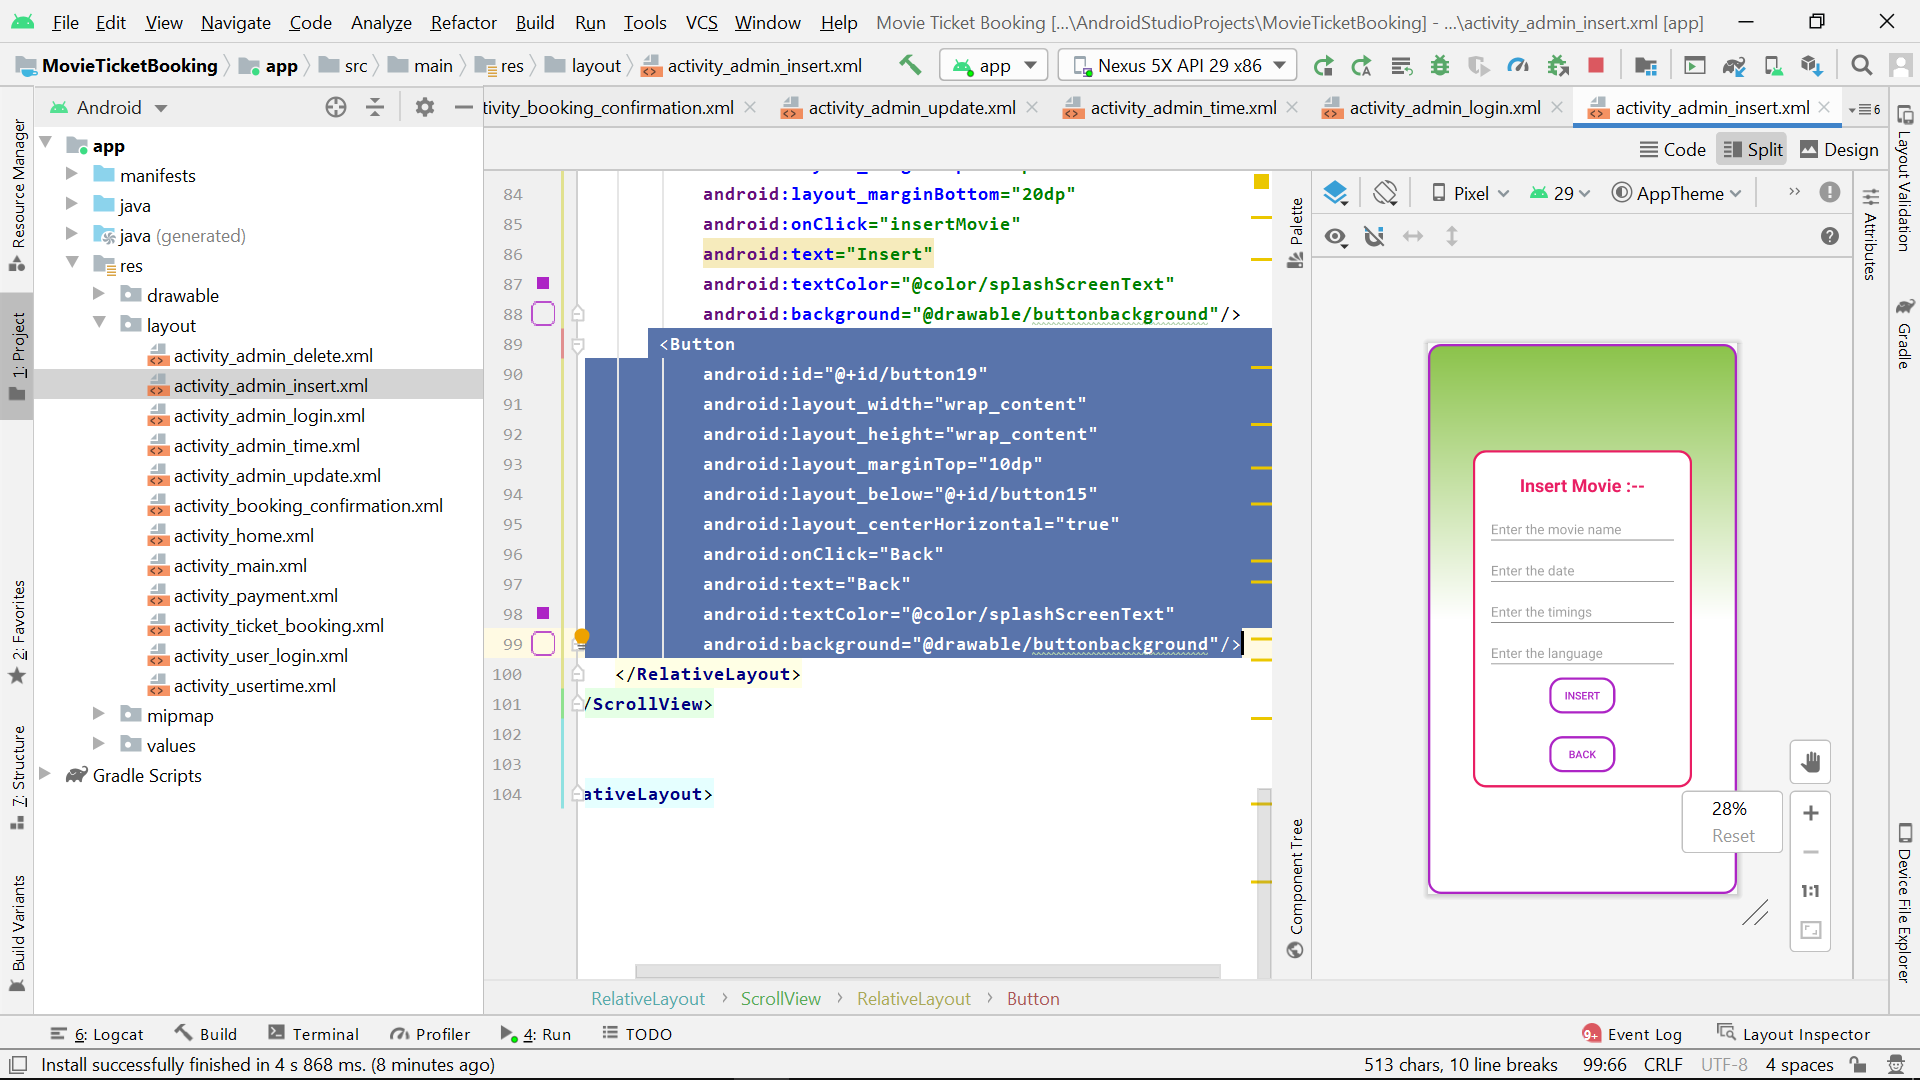 File Edit View Navigate Code Analyze Refactor Build Run Tools VCS Window Help Movie Ticket Booking [...\AndroidStudioProjects\MovieTicketBooking] - ...\activity_admin_insert.xml [app]
MovieTicketBooking app src main res layout activity_admin_insert.xml app Nexus 5X API 29 x86
Android
tivity_booking_confirmation.xml activity_admin_update.xml activity_admin_time.xml activity_admin_login.xml activity_admin_insert.xml 6
Code Split Design
Resource Manager
1: Project
2: Favorites
7: Structure
Build Variants
app
manifests
java
java (generated)
res
drawable
layout
activity_admin_delete.xml
activity_admin_insert.xml
activity_admin_login.xml
activity_admin_time.xml
activity_admin_update.xml
activity_booking_confirmation.xml
activity_home.xml
activity_main.xml
activity_payment.xml
activity_ticket_booking.xml
activity_user_login.xml
activity_usertime.xml
mipmap
values
Gradle Scripts
84 android:layout_marginBottom="20dp"
85 android:onClick="insertMovie"
86 android:text="Insert"
87 android:textColor="@color/splashScreenText"
88 android:background="@drawable/buttonbackground"/>
89 <Button
90 android:id="@+id/button19"
91 android:layout_width="wrap_content"
92 android:layout_height="wrap_content"
93 android:layout_marginTop="10dp"
94 android:layout_below="@+id/button15"
95 android:layout_centerHorizontal="true"
96 android:onClick="Back"
97 android:text="Back"
98 android:textColor="@color/splashScreenText"
99 android:background="@drawable/buttonbackground"/>
100 </RelativeLayout>
101 /ScrollView>
102
103
104 ativeLayout>
RelativeLayout ScrollView RelativeLayout Button
Palette
Component Tree
Pixel 29 AppTheme
Insert Movie :--
Enter the movie name
Enter the date
Enter the timings
Enter the language
INSERT
BACK
28%
Reset
1:1
Attributes
Layout Validation
Gradle
Device File Explorer
6: Logcat Build Terminal Profiler 4: Run TODO 9+ Event Log Layout Inspector
Install successfully finished in 4 s 868 ms. (8 minutes ago) 513 chars, 10 line breaks 99:66 CRLF UTF-8 4 spaces